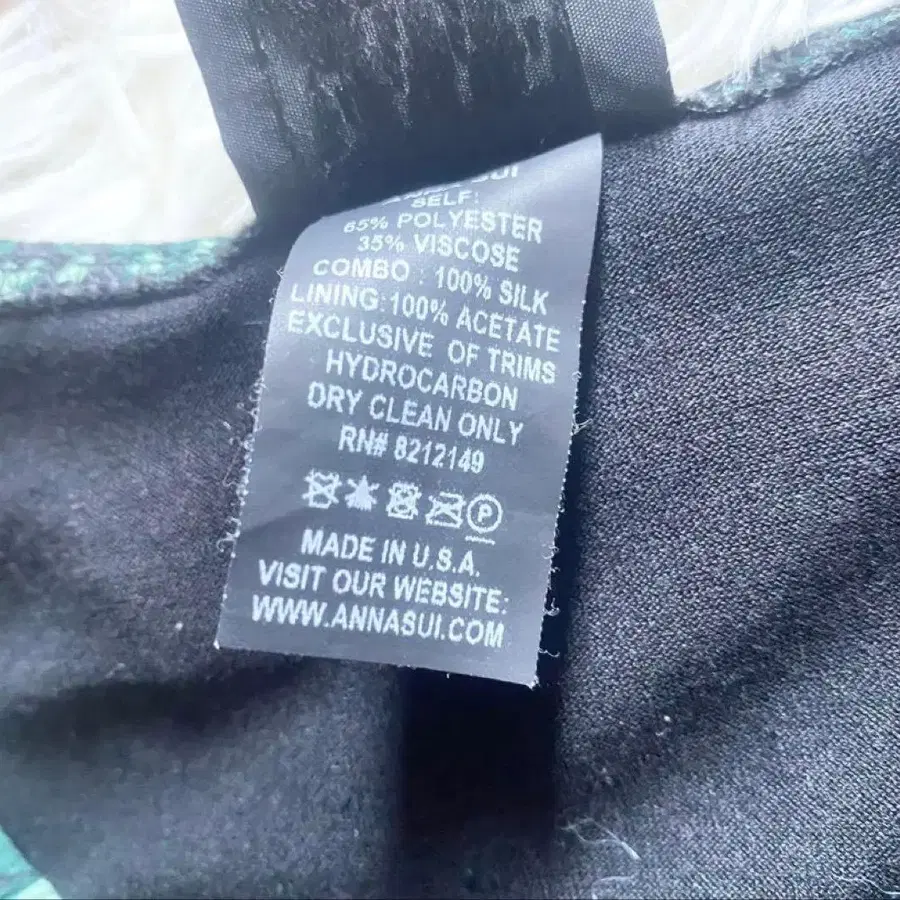 SELF:
65% POLYESTER
35% VISCOSE
COMBO : 100% SILK
LINING:100% ACETATE
EXCLUSIVE OF TRIMS
HYDROCARBON
DRY CLEAN ONLY
RN# 8212149
P
MADE IN U.S.A.
VISIT OUR WEBSITE:
WWW.ANNASUI.COM